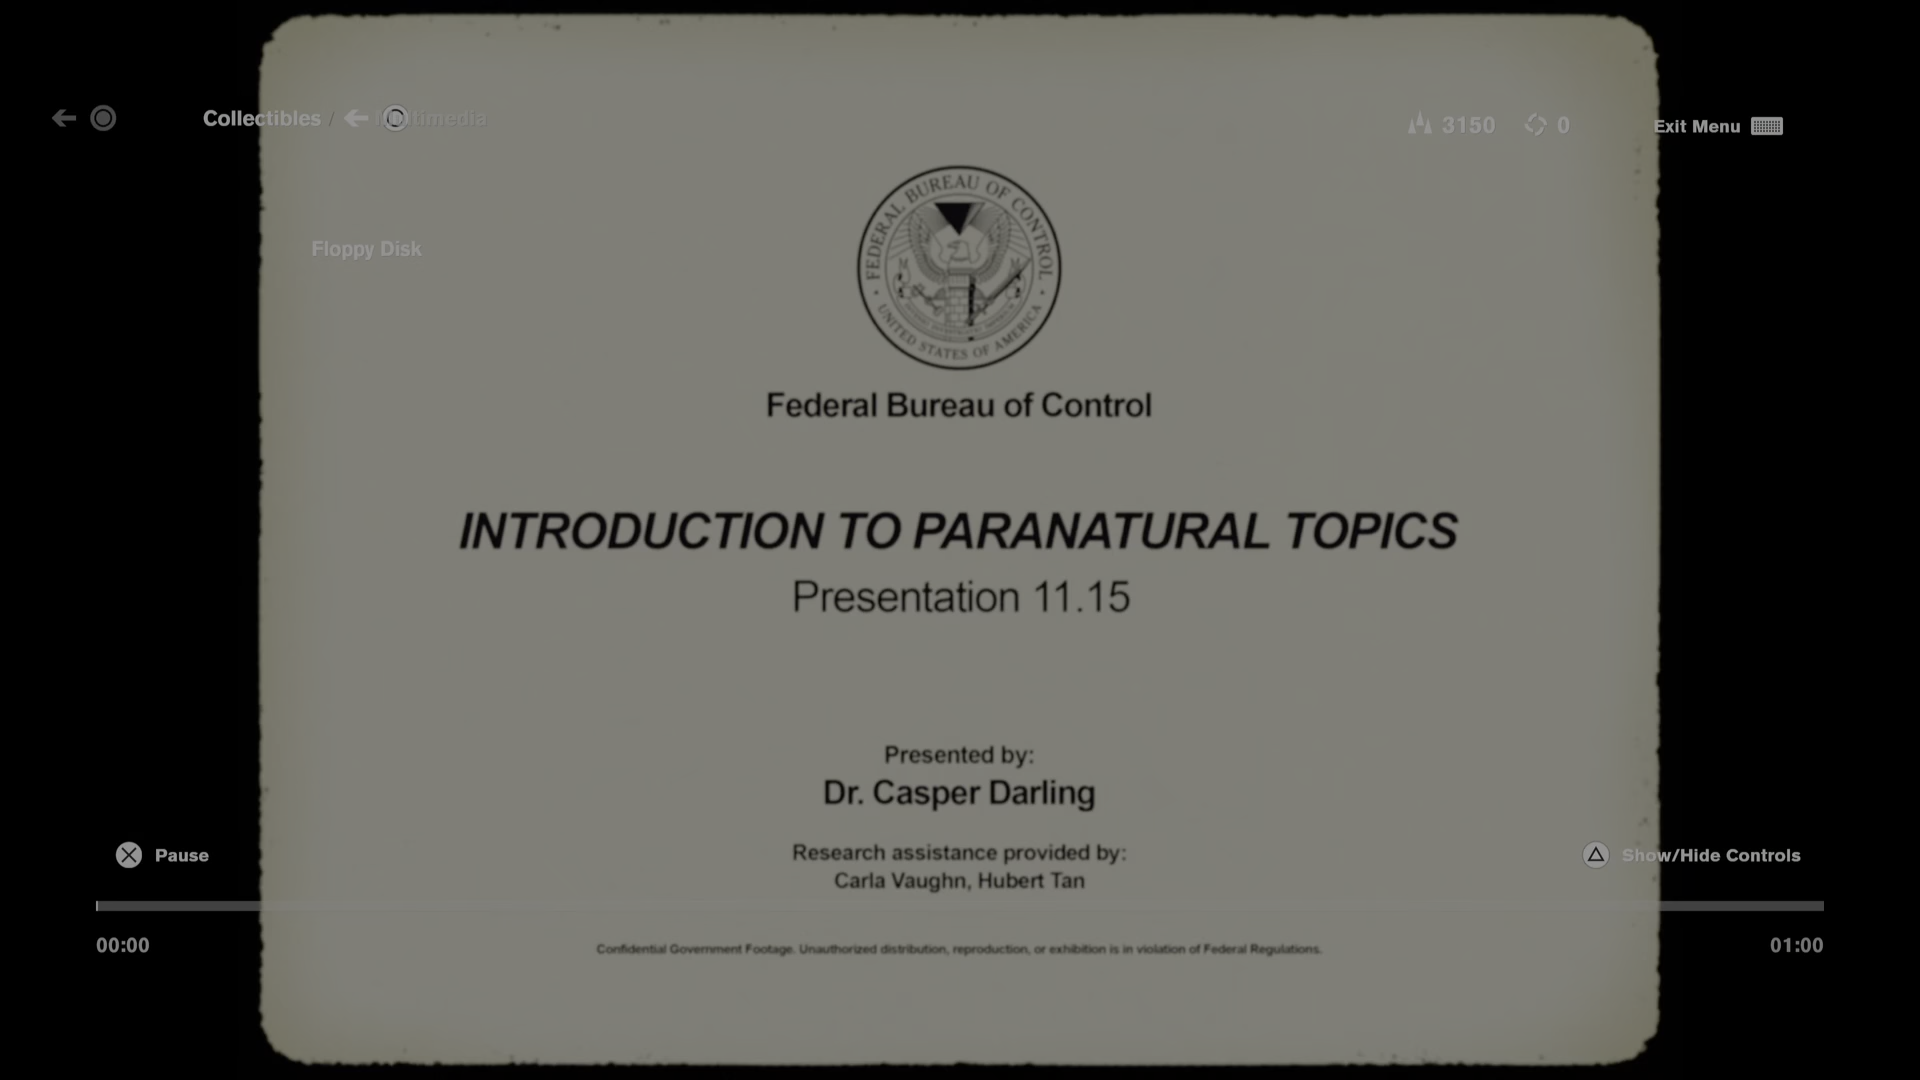 Collectibles /
3150
0
Exit Menu
Floppy Disk
FEDERAL BUREAU OF CONTROL
UNITED STATES OF AMERICA
Federal Bureau of Control
INTRODUCTION TO PARANATURAL TOPICS
Presentation 11.15
Presented by:
Dr. Casper Darling
Research assistance provided by:
Carla Vaughn, Hubert Tan
Pause
Show/Hide Controls
00:00
01:00
Confidential Government Footage. Unauthorized distribution, reproduction, or exhibition is in violation of Federal Regulations.